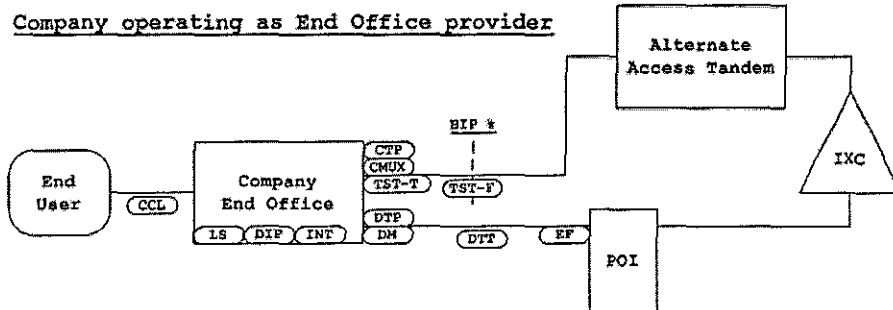 Company operating as End Office provider
Alternate
Access Tandem
BIP %
CTP
CMUX
TST-T
TST-F
IXC
End
User
CCL
Company
End Office
LS DIP INT
DTP
DM
DTT
EF
POI